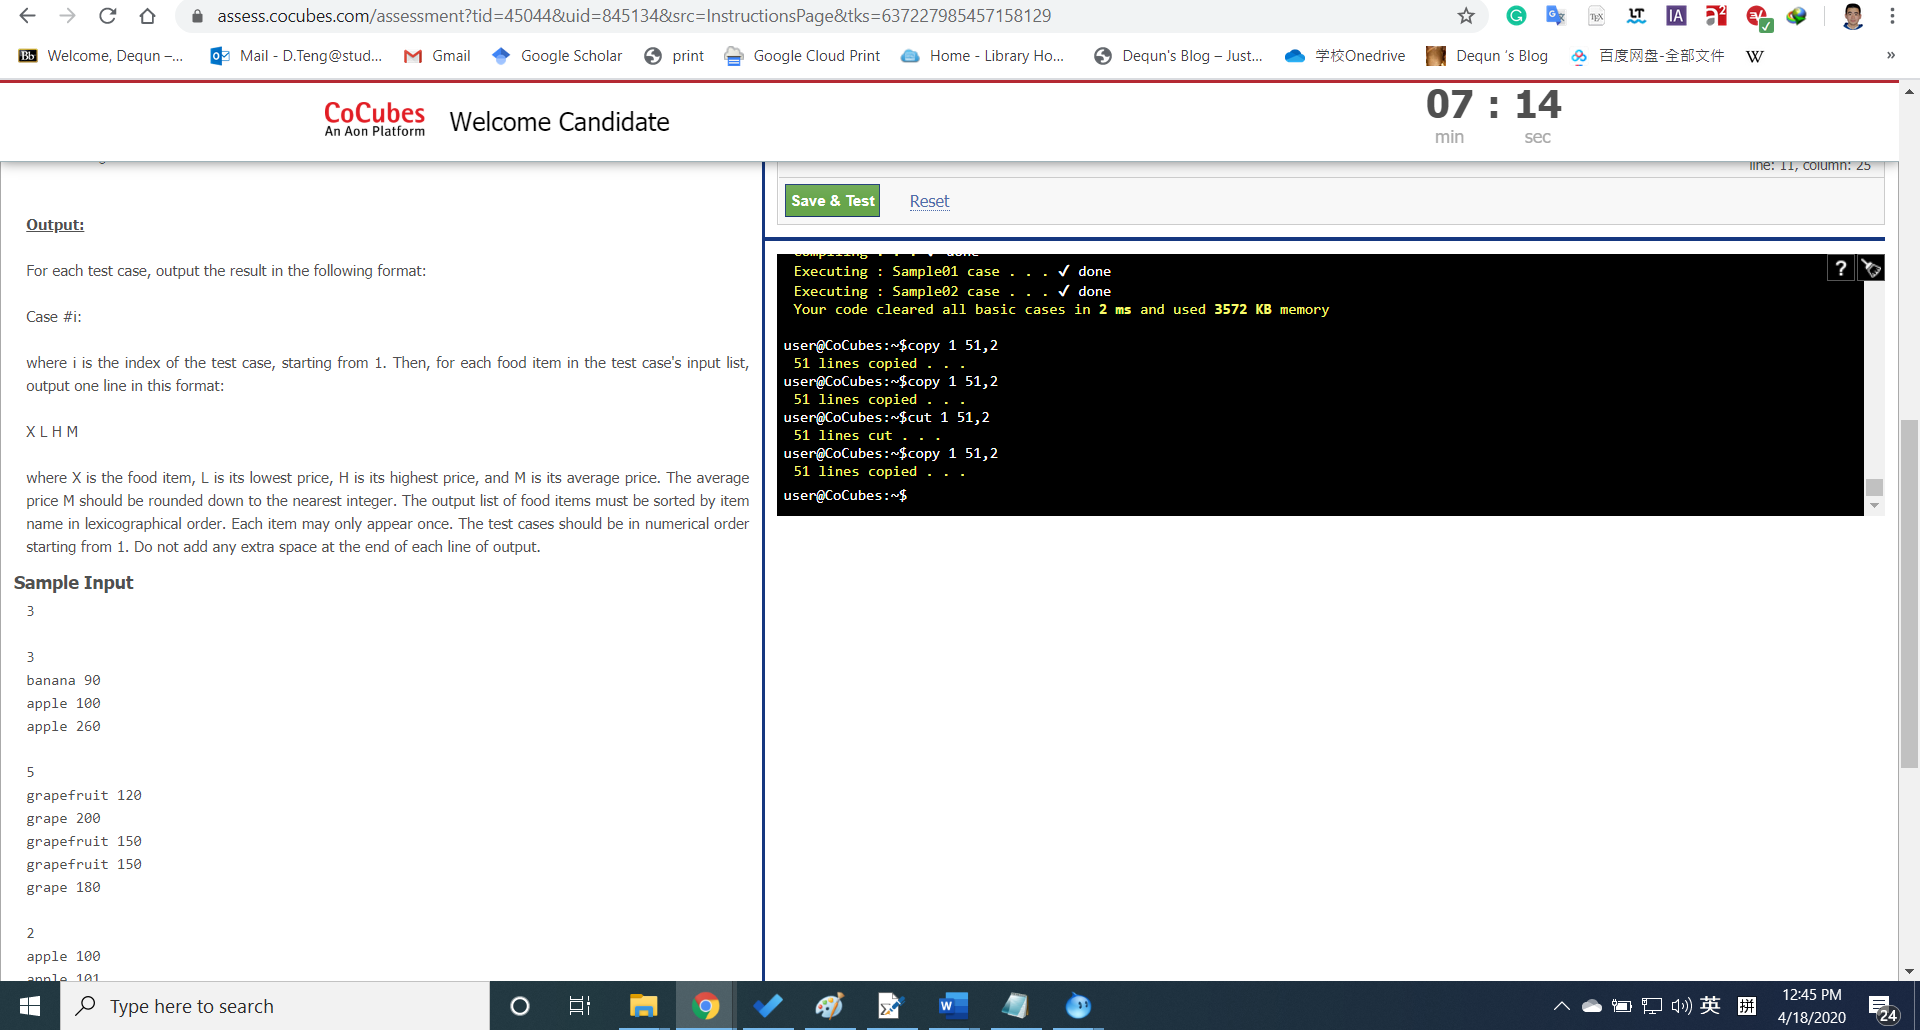 assess.cocubes.com/assessment?tid=45044&uid=845134&src=InstructionsPage&tks=637227985457158129
Bb Welcome, Dequn –... Mail - D.Teng@stud... Gmail Google Scholar print Google Cloud Print Home - Library Ho... Dequn's Blog – Just... 学校Onedrive Dequn 's Blog 百度网盘-全部文件 W »
CoCubes
An Aon Platform
Welcome Candidate
07 : 14
min sec
line: 11, column: 25
Save & Test Reset
Output:
For each test case, output the result in the following format:
Case #i:
where i is the index of the test case, starting from 1. Then, for each food item in the test case's input list,
output one line in this format:
X L H M
where X is the food item, L is its lowest price, H is its highest price, and M is its average price. The average
price M should be rounded down to the nearest integer. The output list of food items must be sorted by item
name in lexicographical order. Each item may only appear once. The test cases should be in numerical order
starting from 1. Do not add any extra space at the end of each line of output.
Sample Input
3
3
banana 90
apple 100
apple 260
5
grapefruit 120
grape 200
grapefruit 150
grapefruit 150
grape 180
2
apple 100
apple 101
Compiling . . . ✓ done
Executing : Sample01 case . . . ✓ done
Executing : Sample02 case . . . ✓ done
Your code cleared all basic cases in 2 ms and used 3572 KB memory
user@CoCubes:~$copy 1 51,2
51 lines copied . . .
user@CoCubes:~$copy 1 51,2
51 lines copied . . .
user@CoCubes:~$cut 1 51,2
51 lines cut . . .
user@CoCubes:~$copy 1 51,2
51 lines copied . . .
user@CoCubes:~$
?
Type here to search
英 拼
12:45 PM
4/18/2020
24